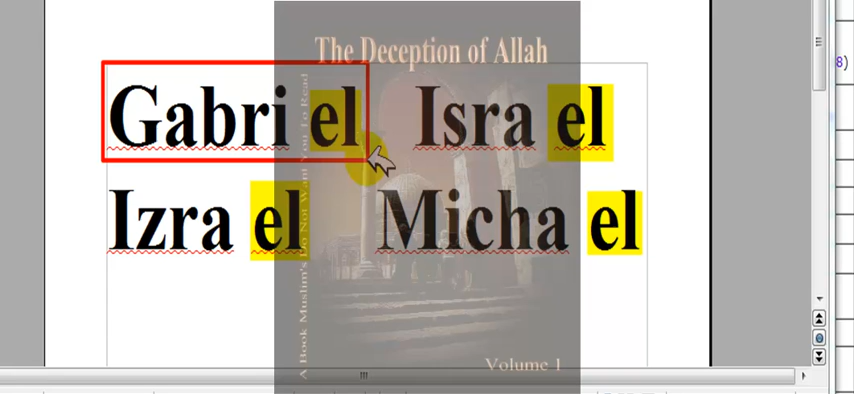 The Deception of Allah
Gabri el Isra el
Izra el Micha el
A Book Muslim's Do Not Want You To Read
Volume 1
8)